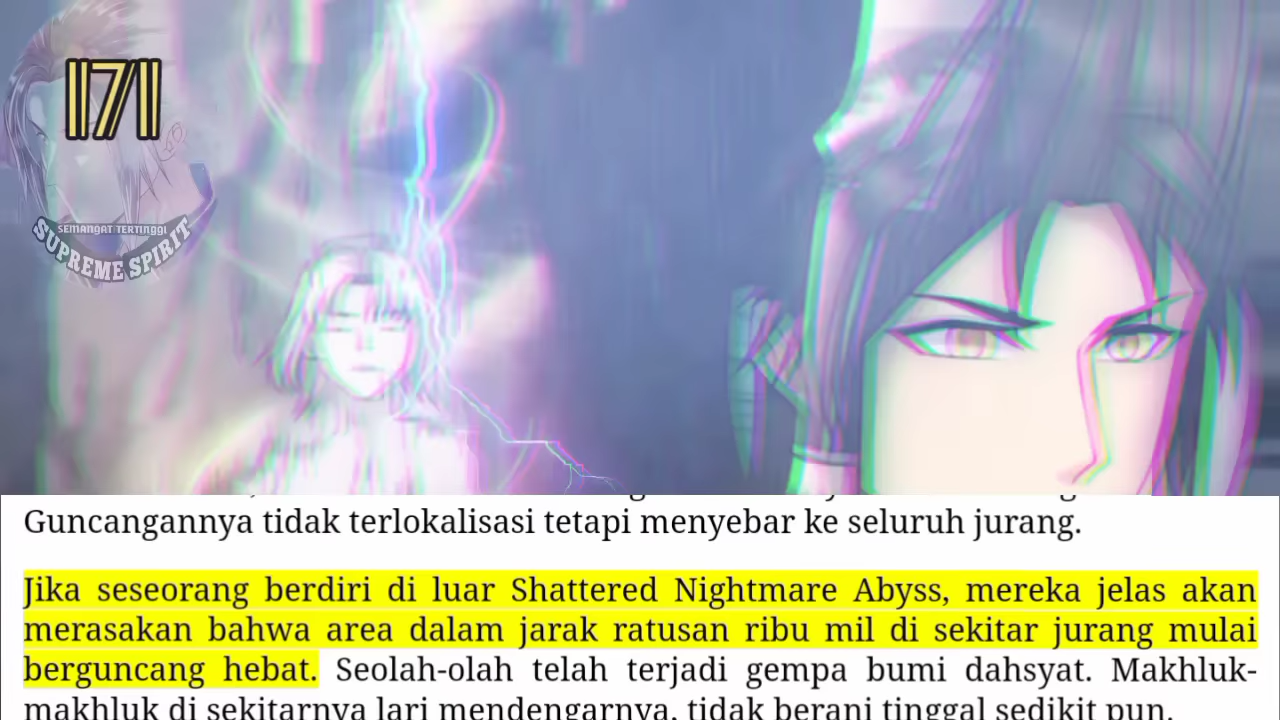 171
SEMANGAT TERTINGGI
SUPREME SPIRIT
Guncangannya tidak terlokalisasi tetapi menyebar ke seluruh jurang.
Jika seseorang berdiri di luar Shattered Nightmare Abyss, mereka jelas akan
merasakan bahwa area dalam jarak ratusan ribu mil di sekitar jurang mulai
berguncang hebat. Seolah-olah telah terjadi gempa bumi dahsyat. Makhluk-
makhluk di sekitarnya lari mendengarnya, tidak berani tinggal sedikit pun.